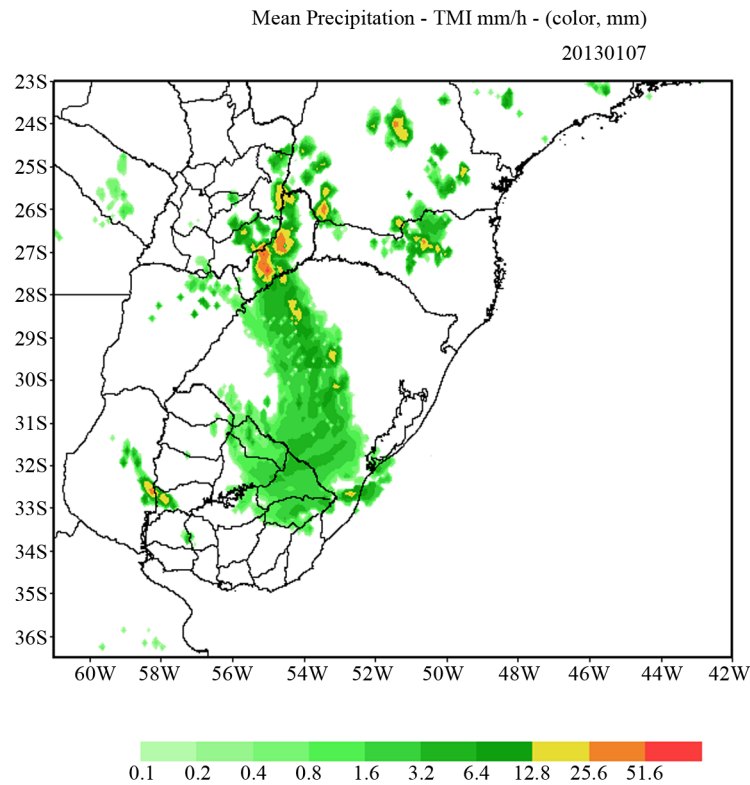 Mean Precipitation - TMI mm/h - (color, mm)
20130107
23S
24S
25S
26S
27S
28S
29S
30S
31S
32S
33S
34S
35S
36S
60W 58W 56W 54W 52W 50W 48W 46W 44W 42W
0.1 0.2 0.4 0.8 1.6 3.2 6.4 12.8 25.6 51.6